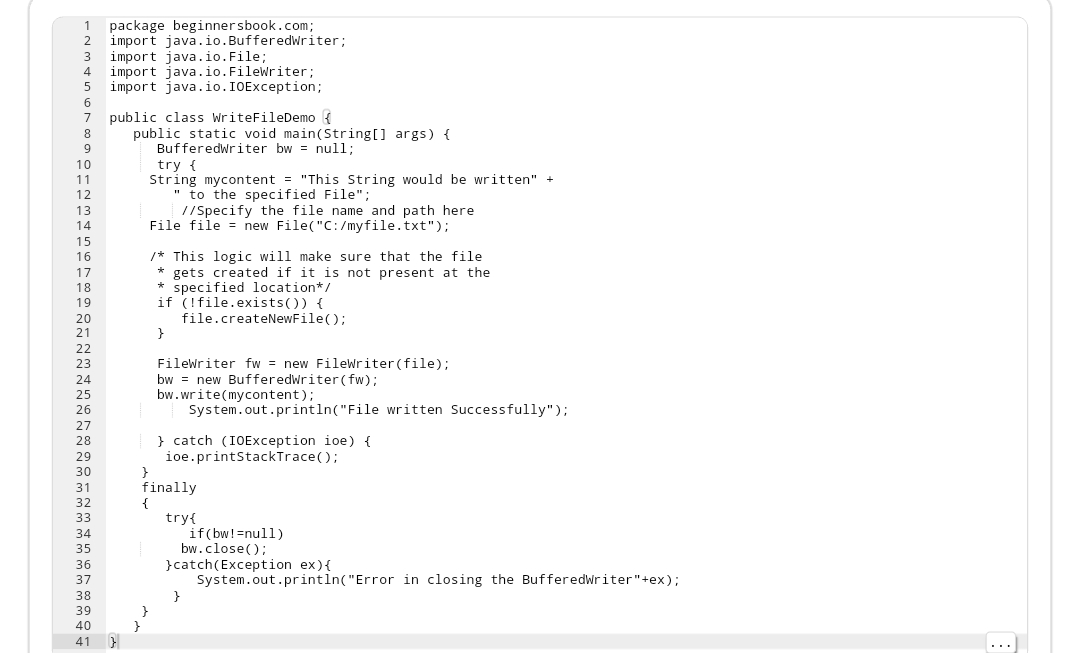 1 package beginnersbook.com;
2 import java.io.BufferedWriter;
3 import java.io.File;
4 import java.io.FileWriter;
5 import java.io.IOException;
6
7 public class WriteFileDemo {
8    public static void main(String[] args) {
9       BufferedWriter bw = null;
10       try {
11      String mycontent = "This String would be written" +
12         " to the specified File";
13          //Specify the file name and path here
14      File file = new File("C:/myfile.txt");
15
16      /* This logic will make sure that the file
17       * gets created if it is not present at the
18       * specified location*/
19       if (!file.exists()) {
20          file.createNewFile();
21       }
22
23       FileWriter fw = new FileWriter(file);
24       bw = new BufferedWriter(fw);
25       bw.write(mycontent);
26           System.out.println("File written Successfully");
27
28       } catch (IOException ioe) {
29        ioe.printStackTrace();
30     }
31     finally
32     {
33        try{
34           if(bw!=null)
35          bw.close();
36        }catch(Exception ex){
37            System.out.println("Error in closing the BufferedWriter"+ex);
38         }
39     }
40    }
41 }
...